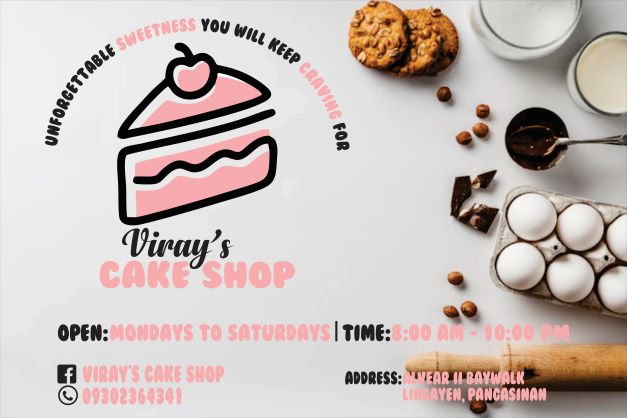 UNFORGETTABLE SWEETNESS YOU WILL KEEP CRAVING FOR
Viray's
CAKE SHOP
OPEN:MONDAYS TO SATURDAYS|TIME:8:00 AM - 10:00 PM
VIRAY'S CAKE SHOP
09302364341
ADDRESS:ALVEAR II BAYWALK
LINGAYEN, PANGASINAN